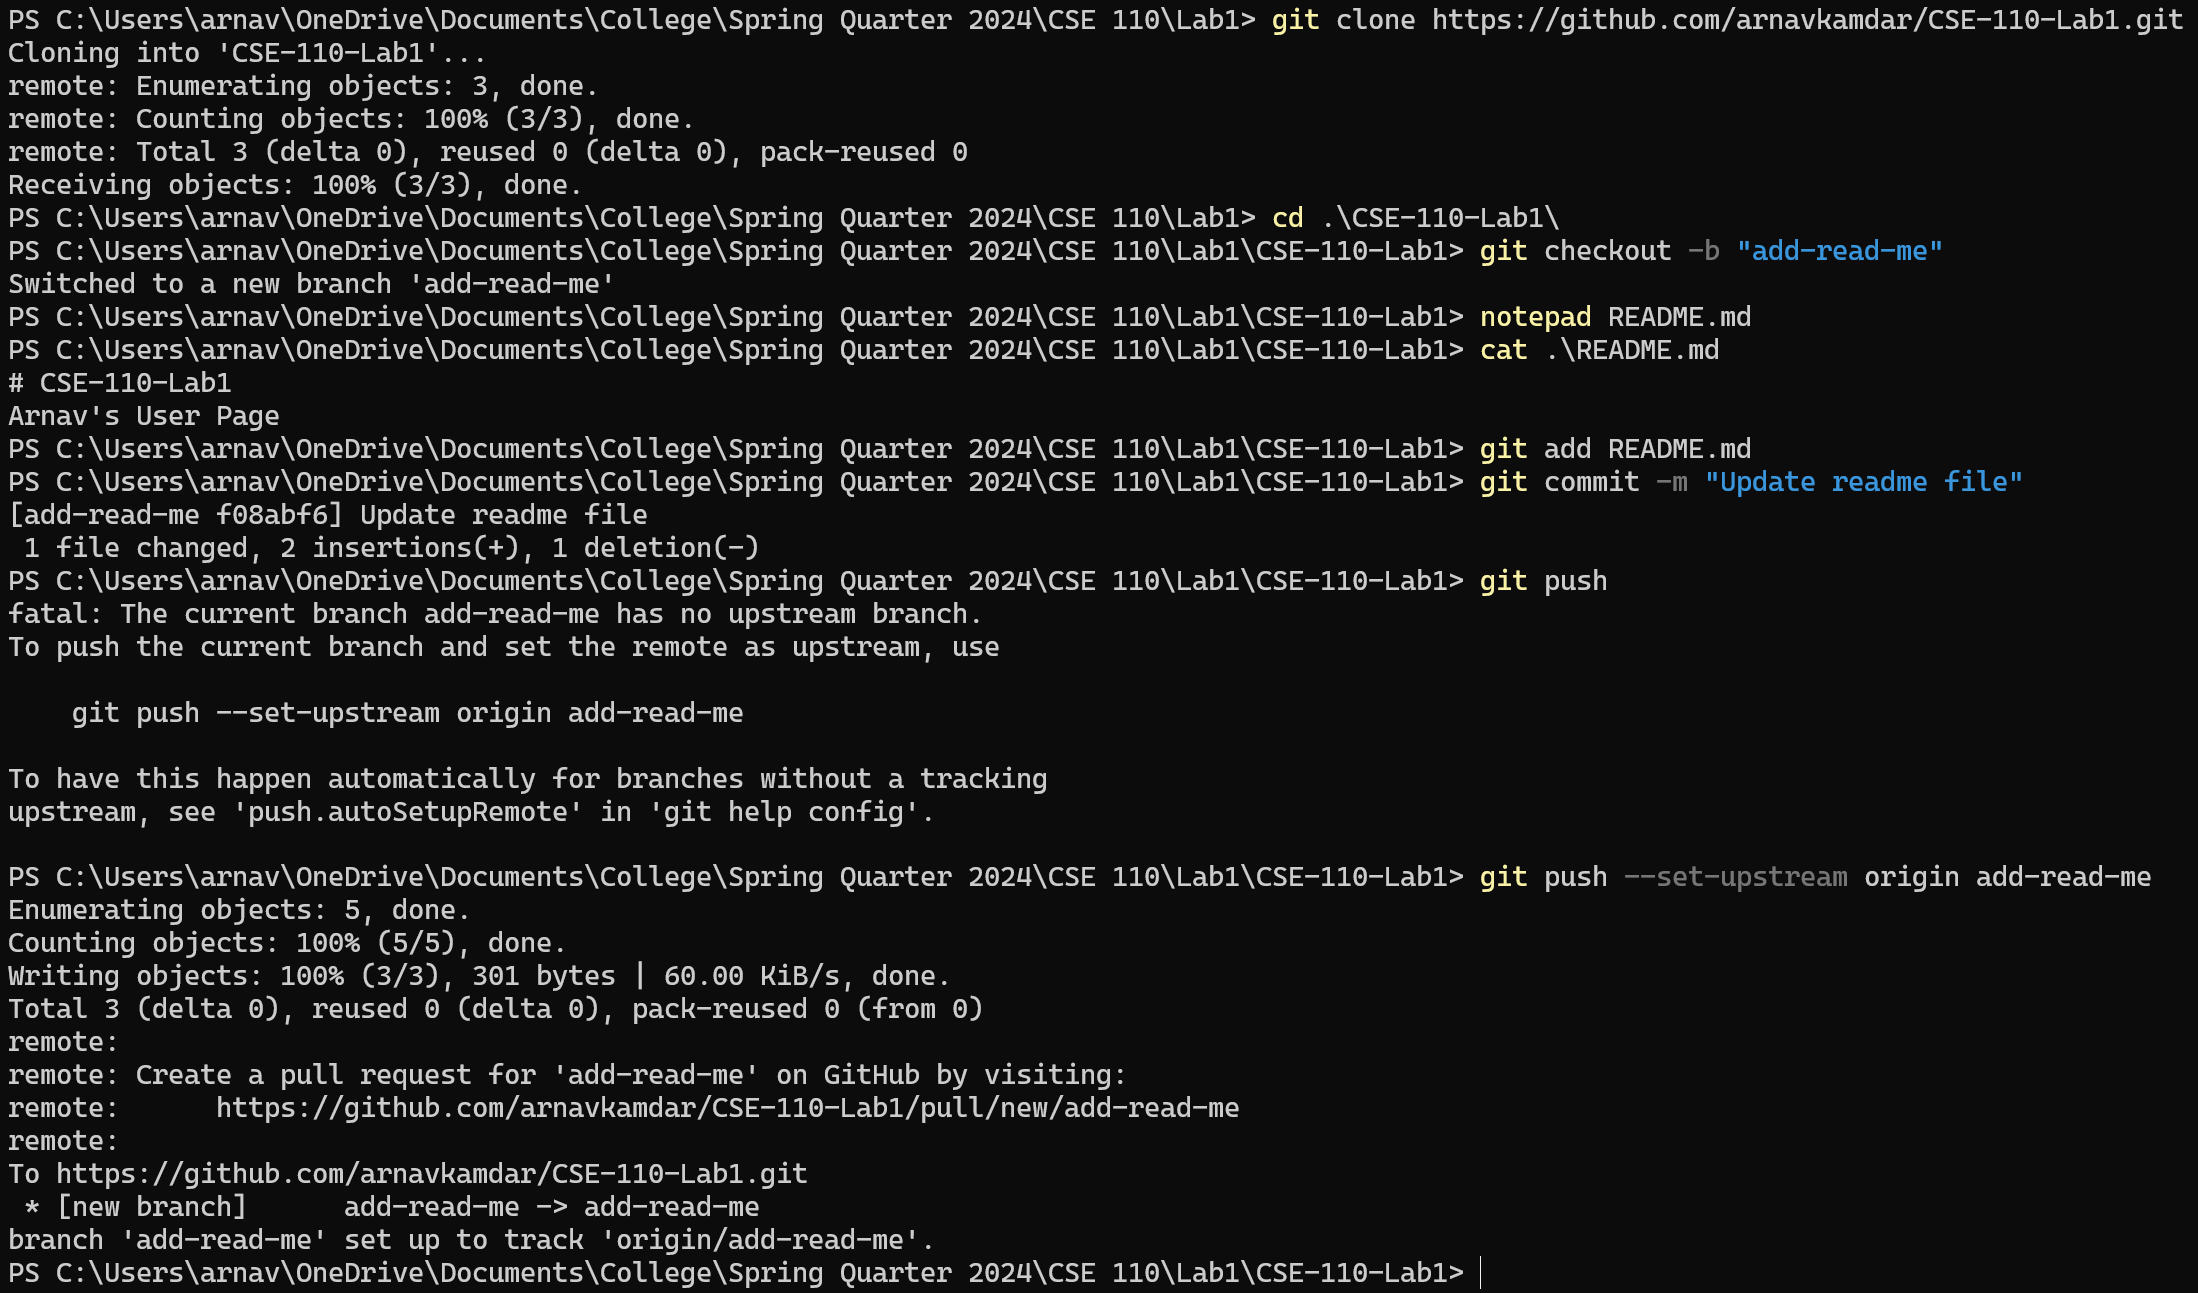 PS C:\Users\arnav\OneDrive\Documents\College\Spring Quarter 2024\CSE 110\Lab1> git clone https://github.com/arnavkamdar/CSE-110-Lab1.git
Cloning into 'CSE-110-Lab1'...
remote: Enumerating objects: 3, done.
remote: Counting objects: 100% (3/3), done.
remote: Total 3 (delta 0), reused 0 (delta 0), pack-reused 0
Receiving objects: 100% (3/3), done.
PS C:\Users\arnav\OneDrive\Documents\College\Spring Quarter 2024\CSE 110\Lab1> cd .\CSE-110-Lab1\
PS C:\Users\arnav\OneDrive\Documents\College\Spring Quarter 2024\CSE 110\Lab1\CSE-110-Lab1> git checkout -b "add-read-me"
Switched to a new branch 'add-read-me'
PS C:\Users\arnav\OneDrive\Documents\College\Spring Quarter 2024\CSE 110\Lab1\CSE-110-Lab1> notepad README.md
PS C:\Users\arnav\OneDrive\Documents\College\Spring Quarter 2024\CSE 110\Lab1\CSE-110-Lab1> cat .\README.md
# CSE-110-Lab1
Arnav's User Page
PS C:\Users\arnav\OneDrive\Documents\College\Spring Quarter 2024\CSE 110\Lab1\CSE-110-Lab1> git add README.md
PS C:\Users\arnav\OneDrive\Documents\College\Spring Quarter 2024\CSE 110\Lab1\CSE-110-Lab1> git commit -m "Update readme file"
[add-read-me f08abf6] Update readme file
 1 file changed, 2 insertions(+), 1 deletion(-)
PS C:\Users\arnav\OneDrive\Documents\College\Spring Quarter 2024\CSE 110\Lab1\CSE-110-Lab1> git push
fatal: The current branch add-read-me has no upstream branch.
To push the current branch and set the remote as upstream, use

    git push --set-upstream origin add-read-me

To have this happen automatically for branches without a tracking
upstream, see 'push.autoSetupRemote' in 'git help config'.

PS C:\Users\arnav\OneDrive\Documents\College\Spring Quarter 2024\CSE 110\Lab1\CSE-110-Lab1> git push --set-upstream origin add-read-me
Enumerating objects: 5, done.
Counting objects: 100% (5/5), done.
Writing objects: 100% (3/3), 301 bytes | 60.00 KiB/s, done.
Total 3 (delta 0), reused 0 (delta 0), pack-reused 0 (from 0)
remote:
remote: Create a pull request for 'add-read-me' on GitHub by visiting:
remote:      https://github.com/arnavkamdar/CSE-110-Lab1/pull/new/add-read-me
remote:
To https://github.com/arnavkamdar/CSE-110-Lab1.git
 * [new branch]      add-read-me -> add-read-me
branch 'add-read-me' set up to track 'origin/add-read-me'.
PS C:\Users\arnav\OneDrive\Documents\College\Spring Quarter 2024\CSE 110\Lab1\CSE-110-Lab1>